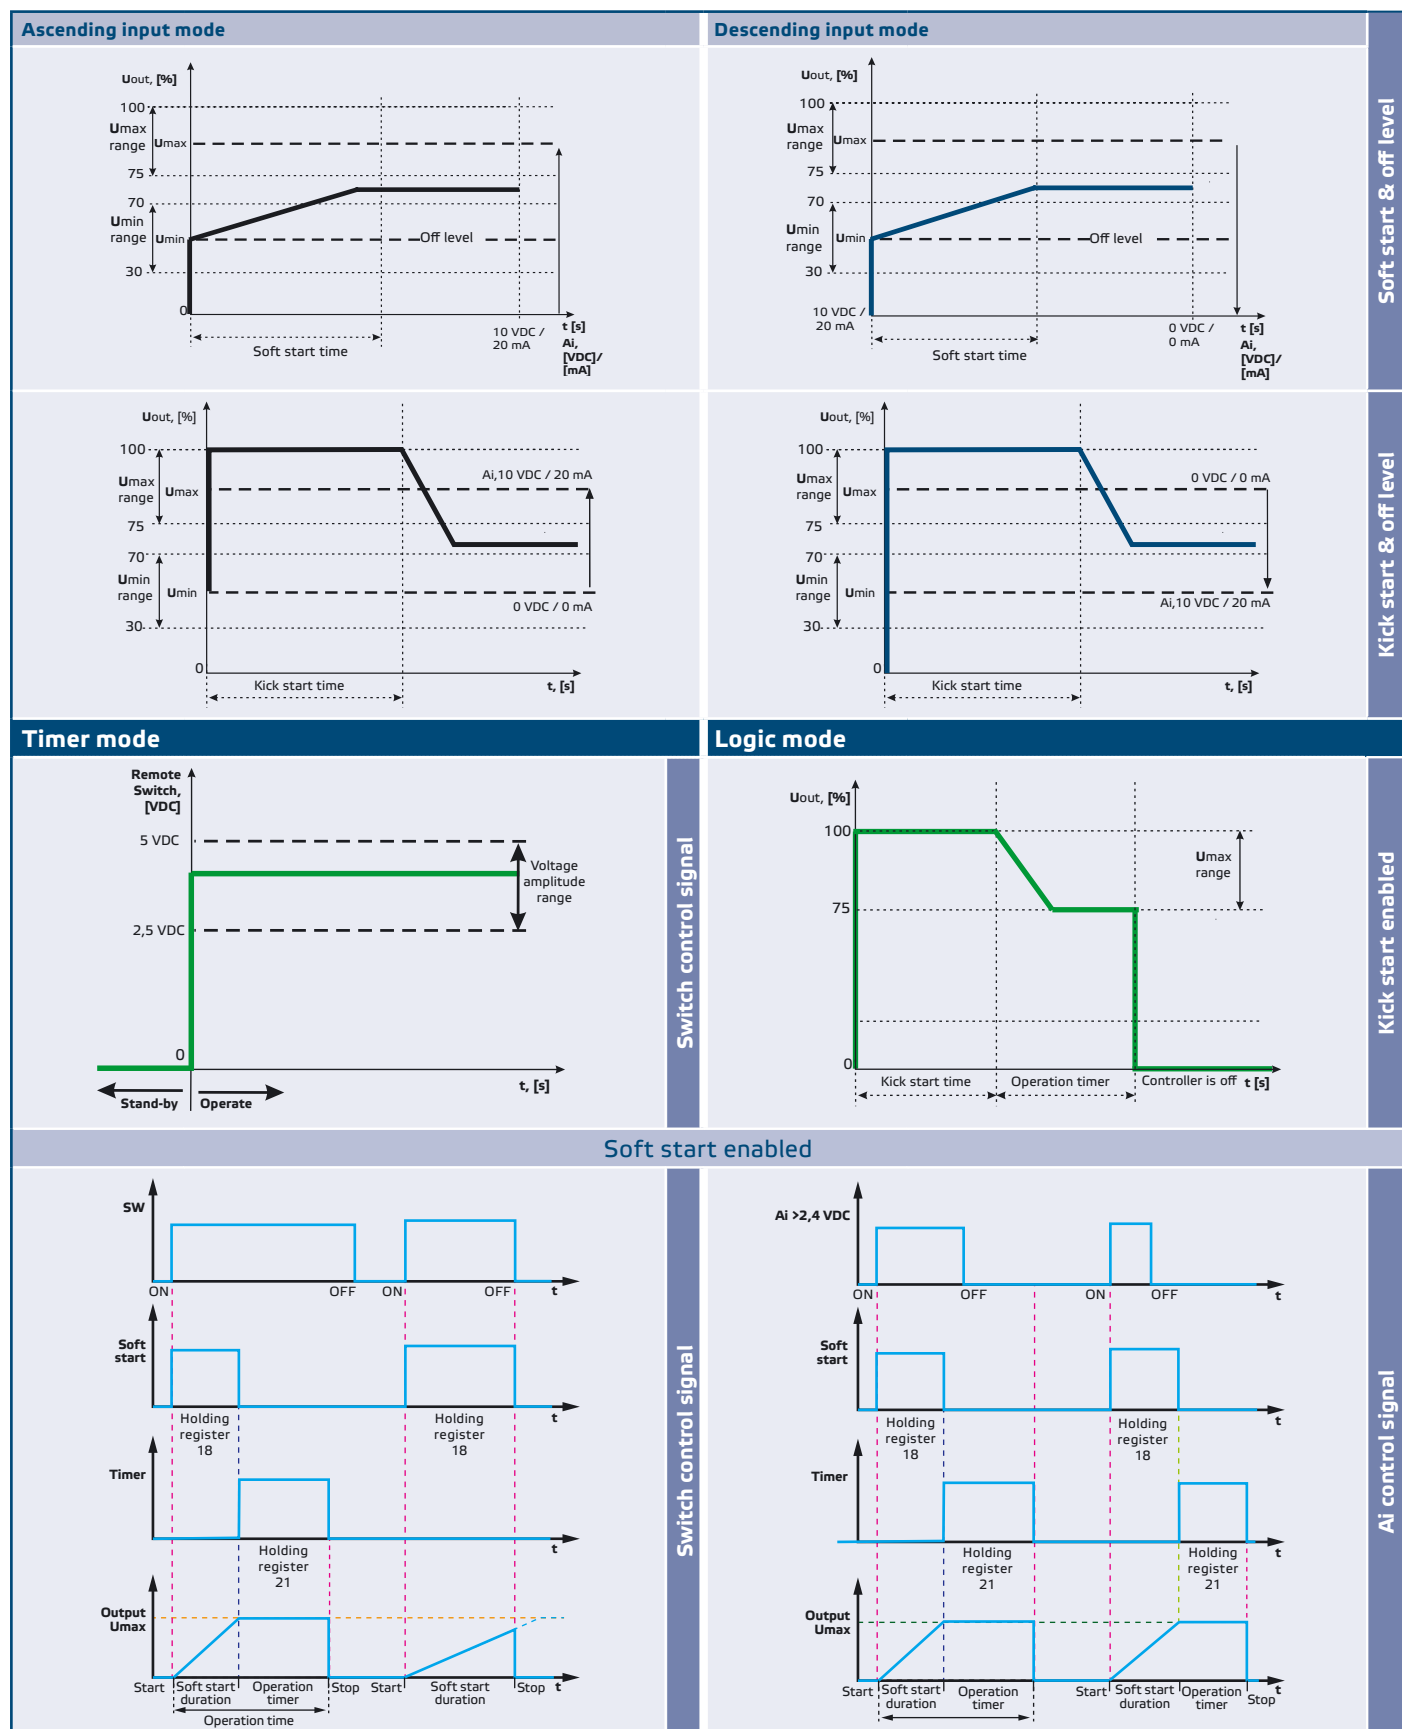 Ascending input mode
Descending input mode
Uout, [%]
100
Umax
range
Umax
75
70
Umin
range
Umin
Off level
30
0
10 VDC /
20 mA
t [s]
Ai,
[VDC]/
[mA]
Soft start time
Uout, [%]
100
Umax
range
Umax
75
70
Umin
range
Umin
Off level
30
10 VDC /
20 mA
0 VDC /
0 mA
t [s]
Ai,
[VDC]/
[mA]
Soft start time
Soft start & off level
Uout, [%]
100
Ai,10 VDC / 20 mA
Umax
range
Umax
75
70
Umin
range
Umin
0 VDC / 0 mA
30
0
Kick start time
t, [s]
Uout, [%]
100
0 VDC / 0 mA
Umax
range
Umax
75
70
Umin
range
Umin
Ai,10 VDC / 20 mA
30
0
Kick start time
t, [s]
Kick start & off level
Timer mode
Logic mode
Remote
Switch,
[VDC]
5 VDC
Voltage
amplitude
range
2,5 VDC
0
t, [s]
Stand-by
Operate
Switch control signal
Uout, [%]
100
Umax
range
75
0
Kick start time
Operation timer
Controller is off
t [s]
Kick start enabled
Soft start enabled
SW
ON
OFF
ON
OFF
t
Soft
start
Holding
register
18
Holding
register
18
t
Timer
Holding
register
21
t
Output
Umax
Start
Soft start
duration
Operation
timer
Stop
Start
Soft start
duration
Stop
t
Operation time
Switch control signal
Ai >2,4 VDC
ON
OFF
ON
OFF
t
Soft
start
Holding
register
18
Holding
register
18
t
Timer
Holding
register
21
Holding
register
21
t
Output
Umax
Start
Soft start
duration
Operation
timer
Start
Soft start
duration
Operation
timer
Stop
t
Ai control signal